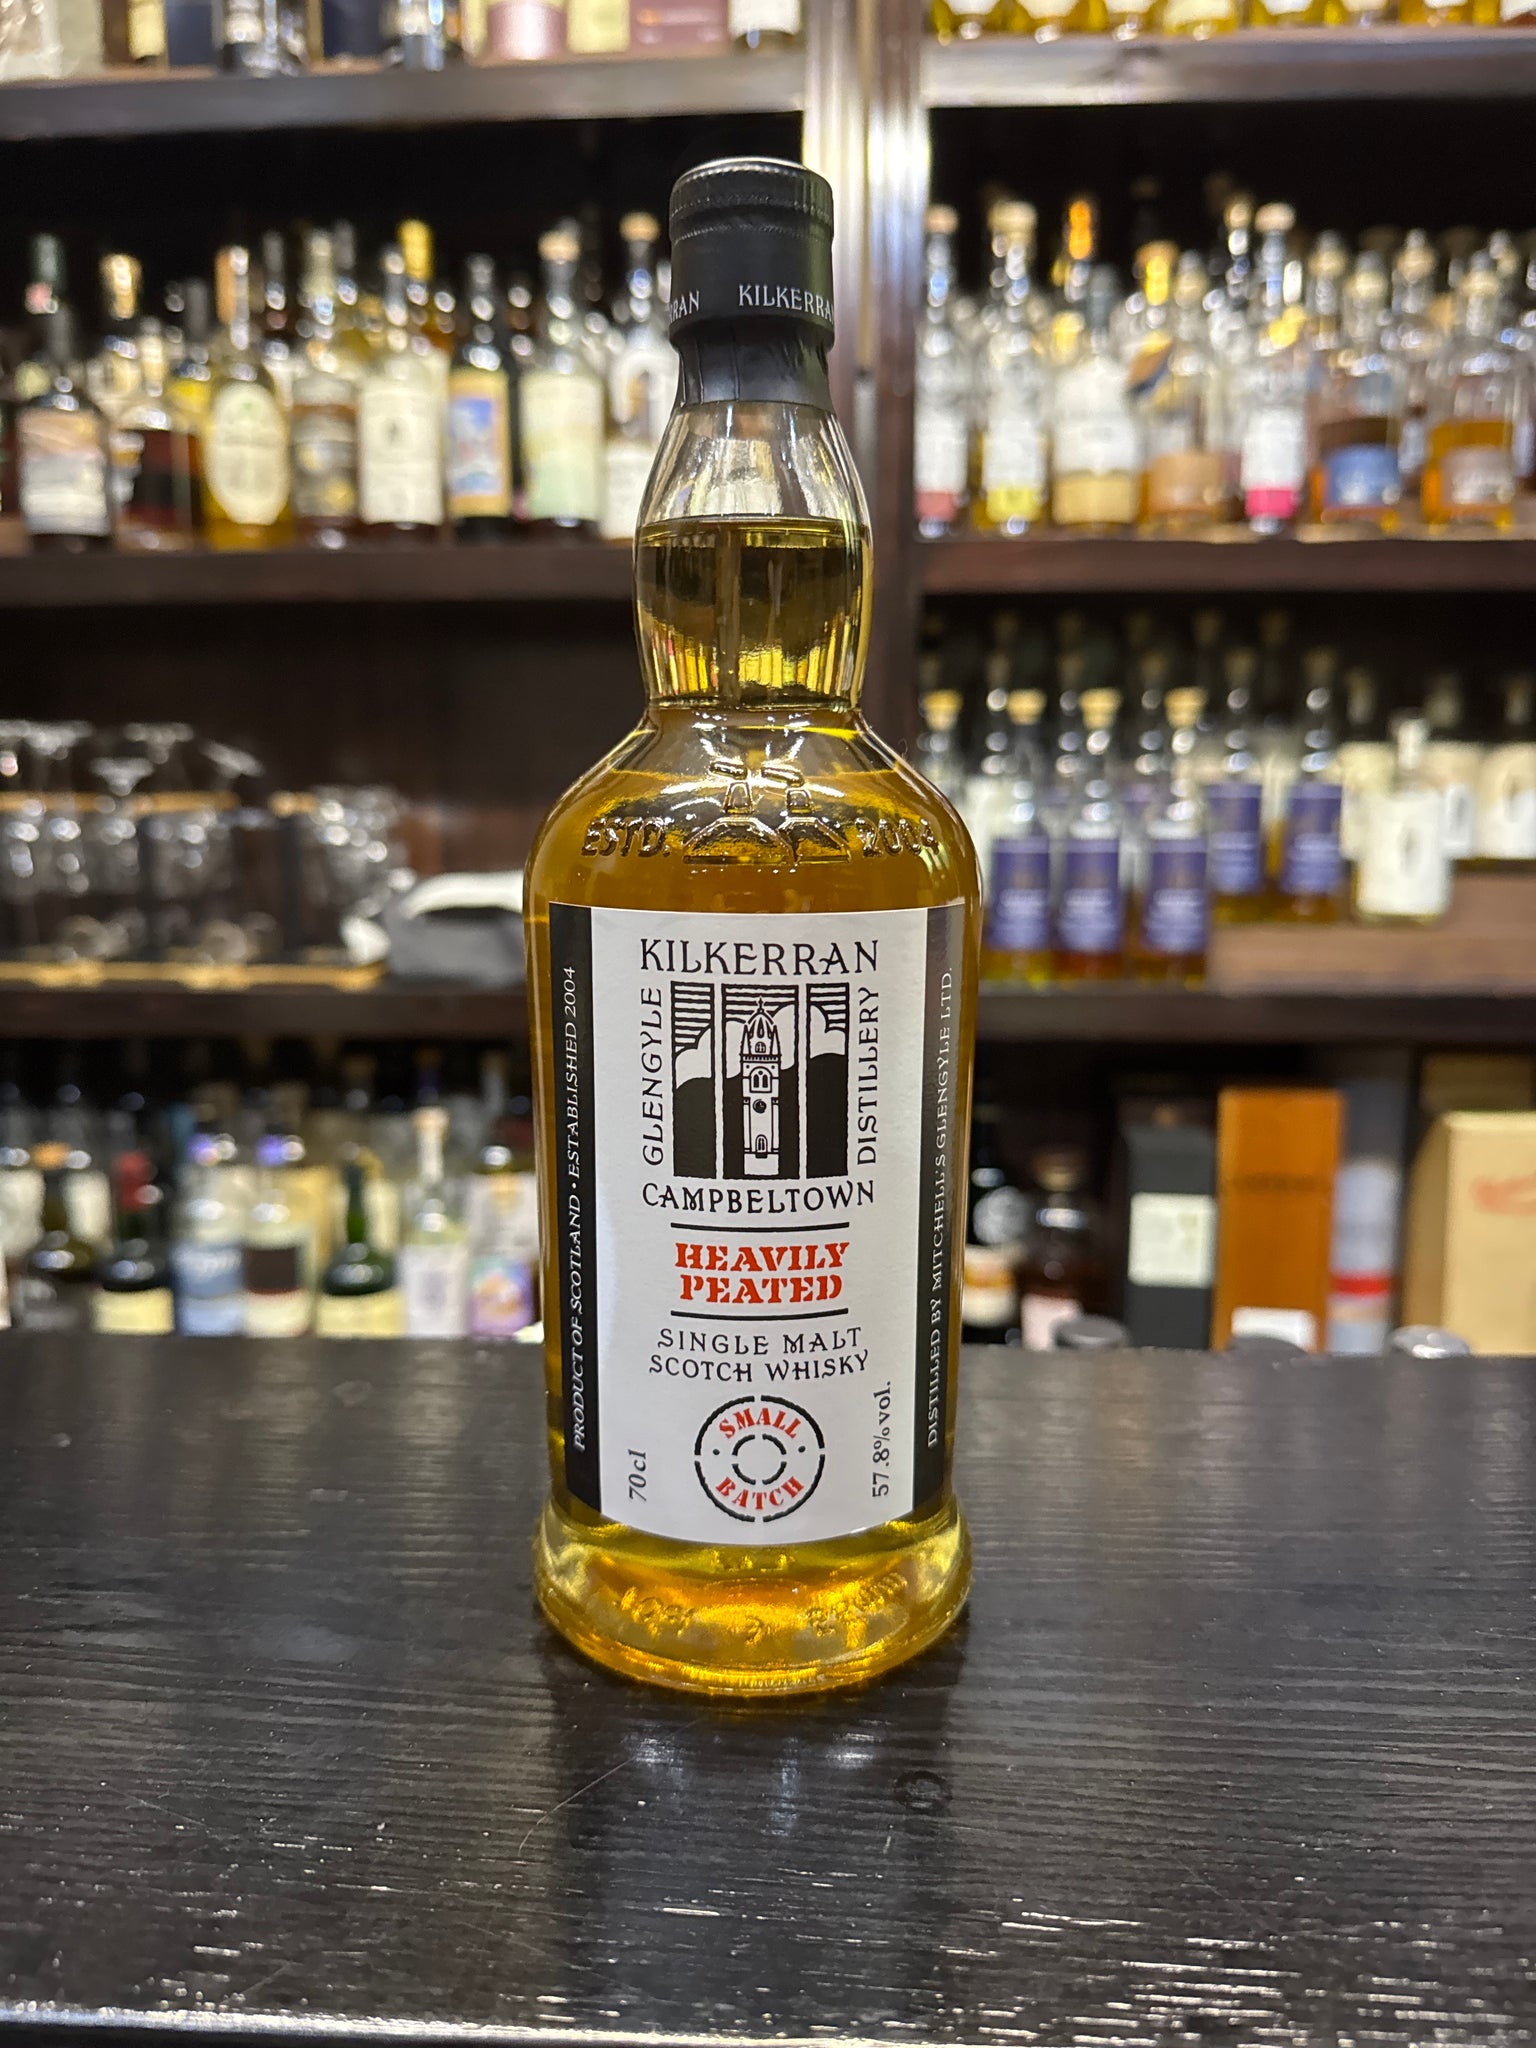 KILKERRAN
ESTD. 2004
KILKERRAN
GLENGYLE
DISTILLERY
CAMPBELTOWN
HEAVILY
PEATED
SINGLE MALT
SCOTCH WHISKY
SMALL
BATCH
70cl
57.8%vol.
PRODUCT OF SCOTLAND • ESTABLISHED 2004
DISTILLED BY MITCHELL'S GLENGYLE LTD.